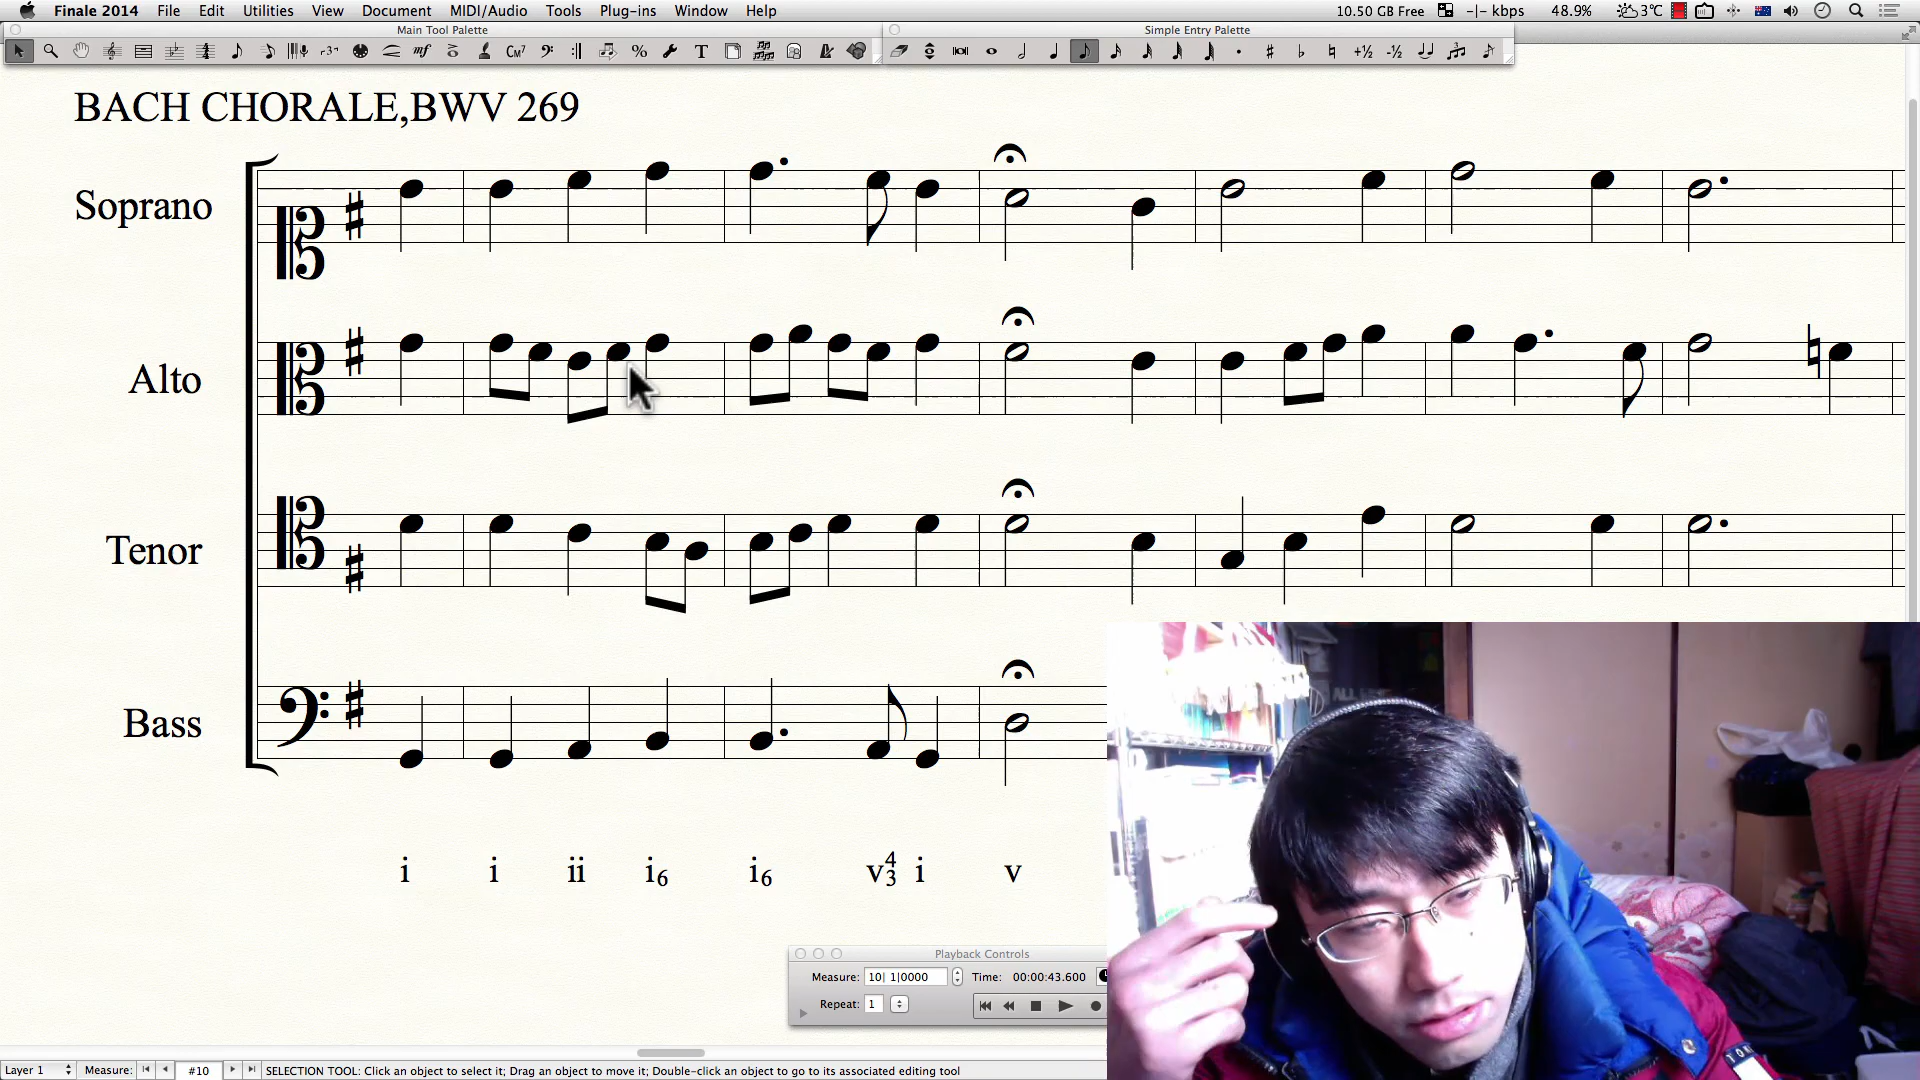 Finale 2014 File Edit Utilities View Document MIDI/Audio Tools Plug-ins Window Help 10.50 GB Free -|- kbps 48.9% 3°C
Main Tool Palette
Simple Entry Palette
BACH CHORALE,BWV 269
Soprano
Alto
Tenor
Bass
i i ii i6 i6 v43 i v
Playback Controls
Measure: 10| 1|0000 Time: 00:00:43.600
Repeat: 1
Layer 1 Measure: #10 SELECTION TOOL: Click an object to select it; Drag an object to move it; Double-click an object to go to its associated editing tool